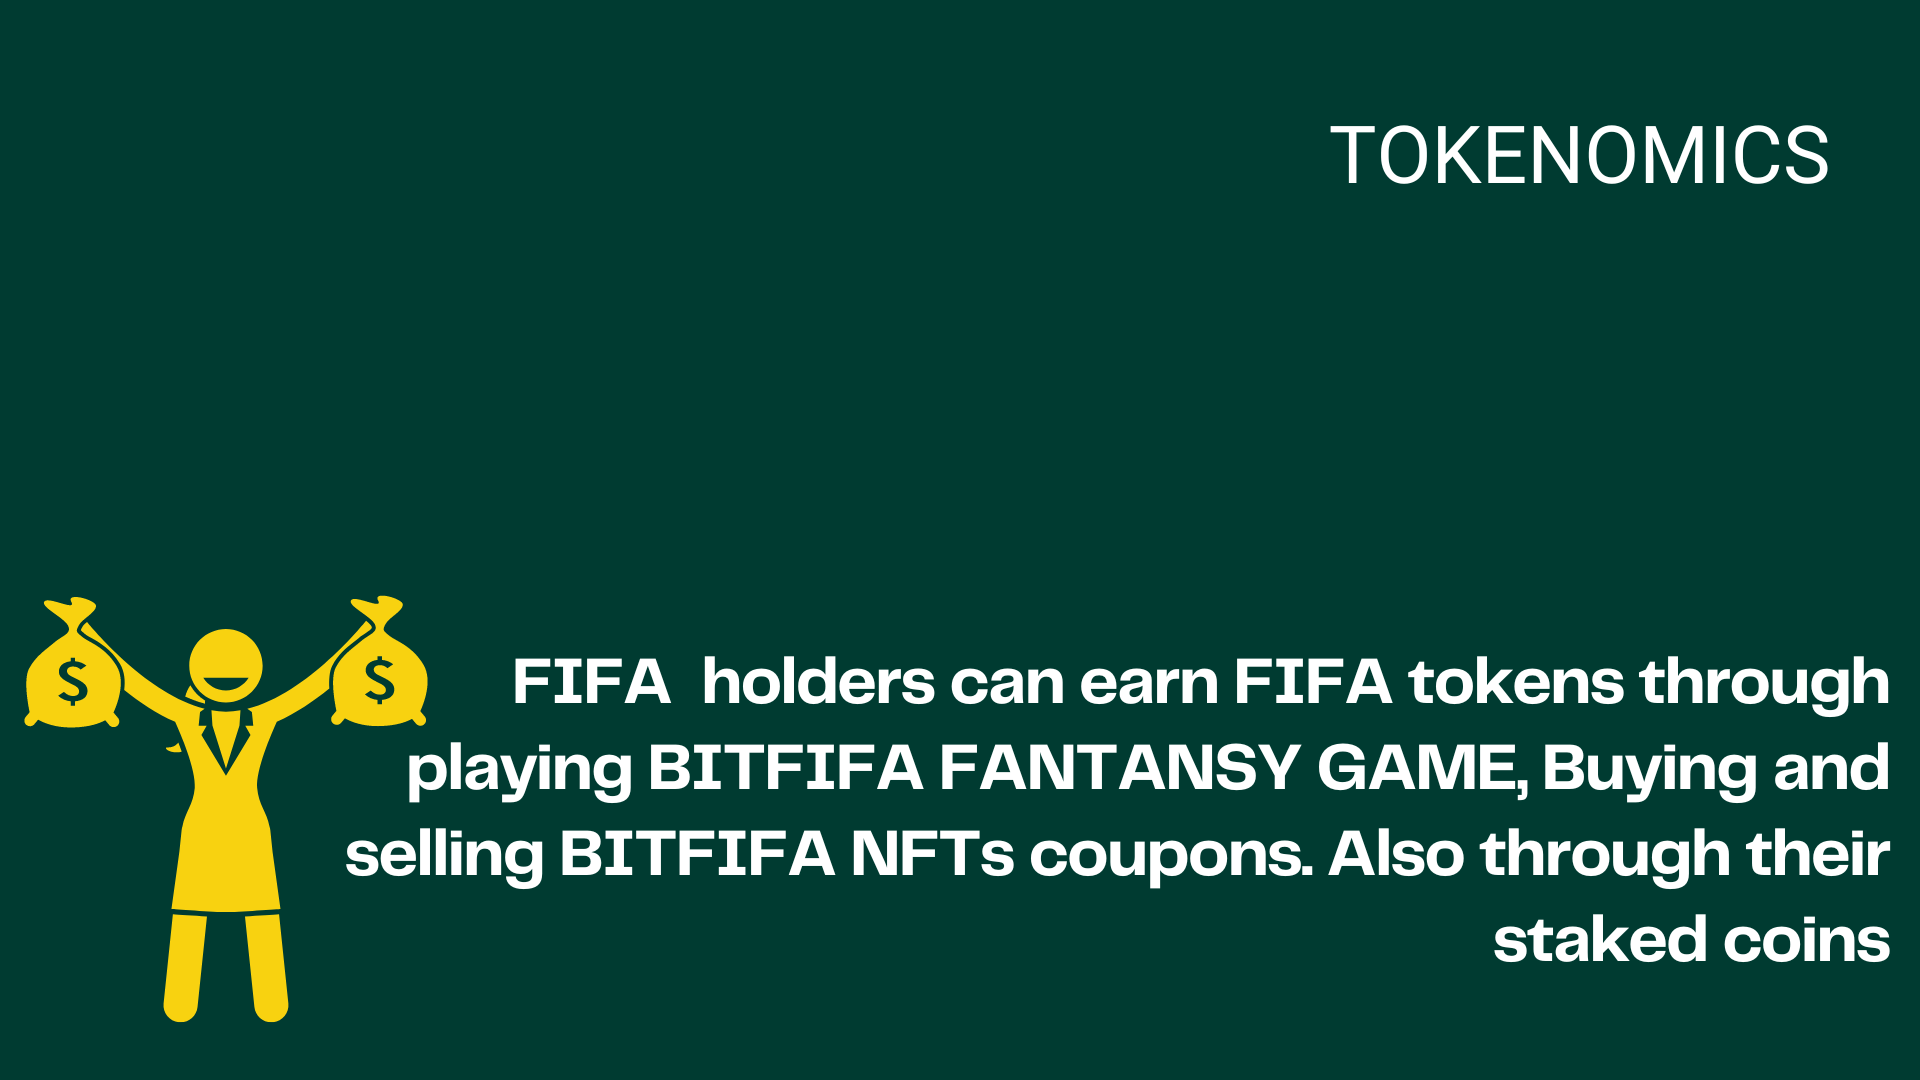 TOKENOMICS
$
$
FIFA  holders can earn FIFA tokens through
playing BITFIFA FANTANSY GAME, Buying and
selling BITFIFA NFTs coupons. Also through their
staked coins